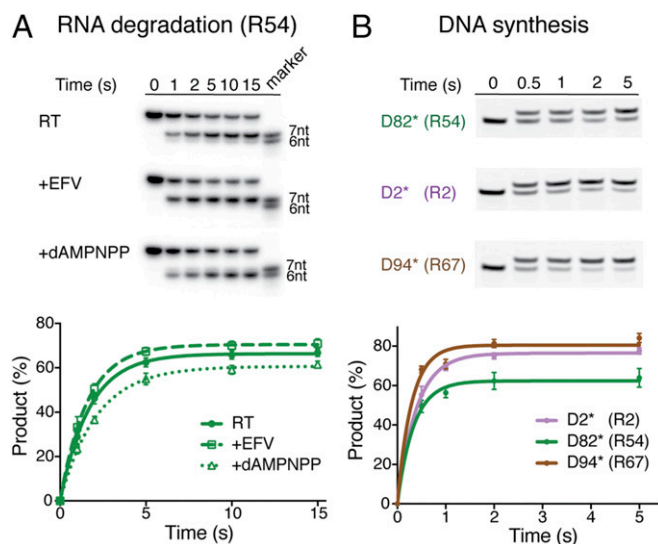 A RNA degradation (R54)
Time (s) 0 1 2 5 10 15 marker
RT
7nt
6nt
+EFV
7nt
6nt
+dAMPNPP
7nt
6nt
Product (%)
80
60
40
20
0
0 5 10 15
Time (s)
RT
+EFV
+dAMPNPP
B DNA synthesis
Time (s) 0 0.5 1 2 5
D82* (R54)
D2* (R2)
D94* (R67)
Product (%)
80
60
40
20
0
0 1 2 3 4 5
Time (s)
D2* (R2)
D82* (R54)
D94* (R67)